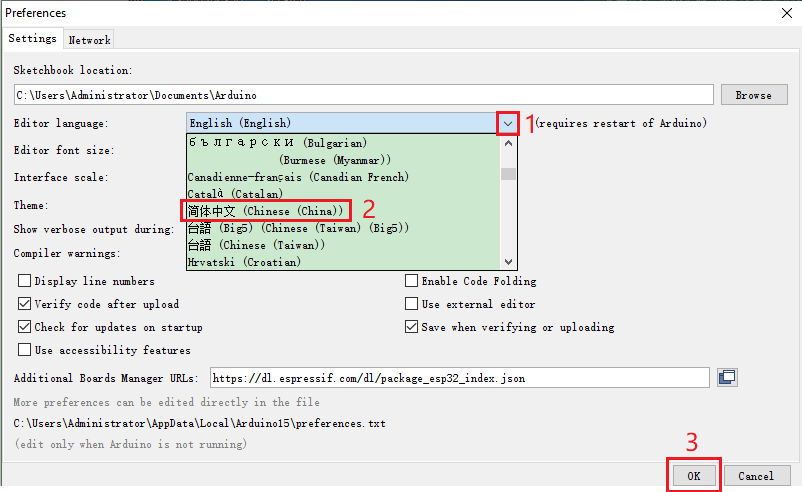 Preferences
Settings Network
Sketchbook location:
C:\Users\Administrator\Documents\Arduino Browse
Editor language: English (English) 1 (requires restart of Arduino)
български (Bulgarian)
Editor font size: (Burmese (Myanmar))
Interface scale: Canadienne-français (Canadian French)
Català (Catalan)
Theme: 简体中文 (Chinese (China)) 2
Show verbose output during: 台語 (Big5) (Chinese (Taiwan) (Big5))
台語 (Chinese (Taiwan))
Compiler warnings: Hrvatski (Croatian)
Display line numbers Enable Code Folding
Verify code after upload Use external editor
Check for updates on startup Save when verifying or uploading
Use accessibility features
Additional Boards Manager URLs: https://dl.espressif.com/dl/package_esp32_index.json
More preferences can be edited directly in the file
C:\Users\Administrator\AppData\Local\Arduino15\preferences.txt
(edit only when Arduino is not running)
3
OK Cancel